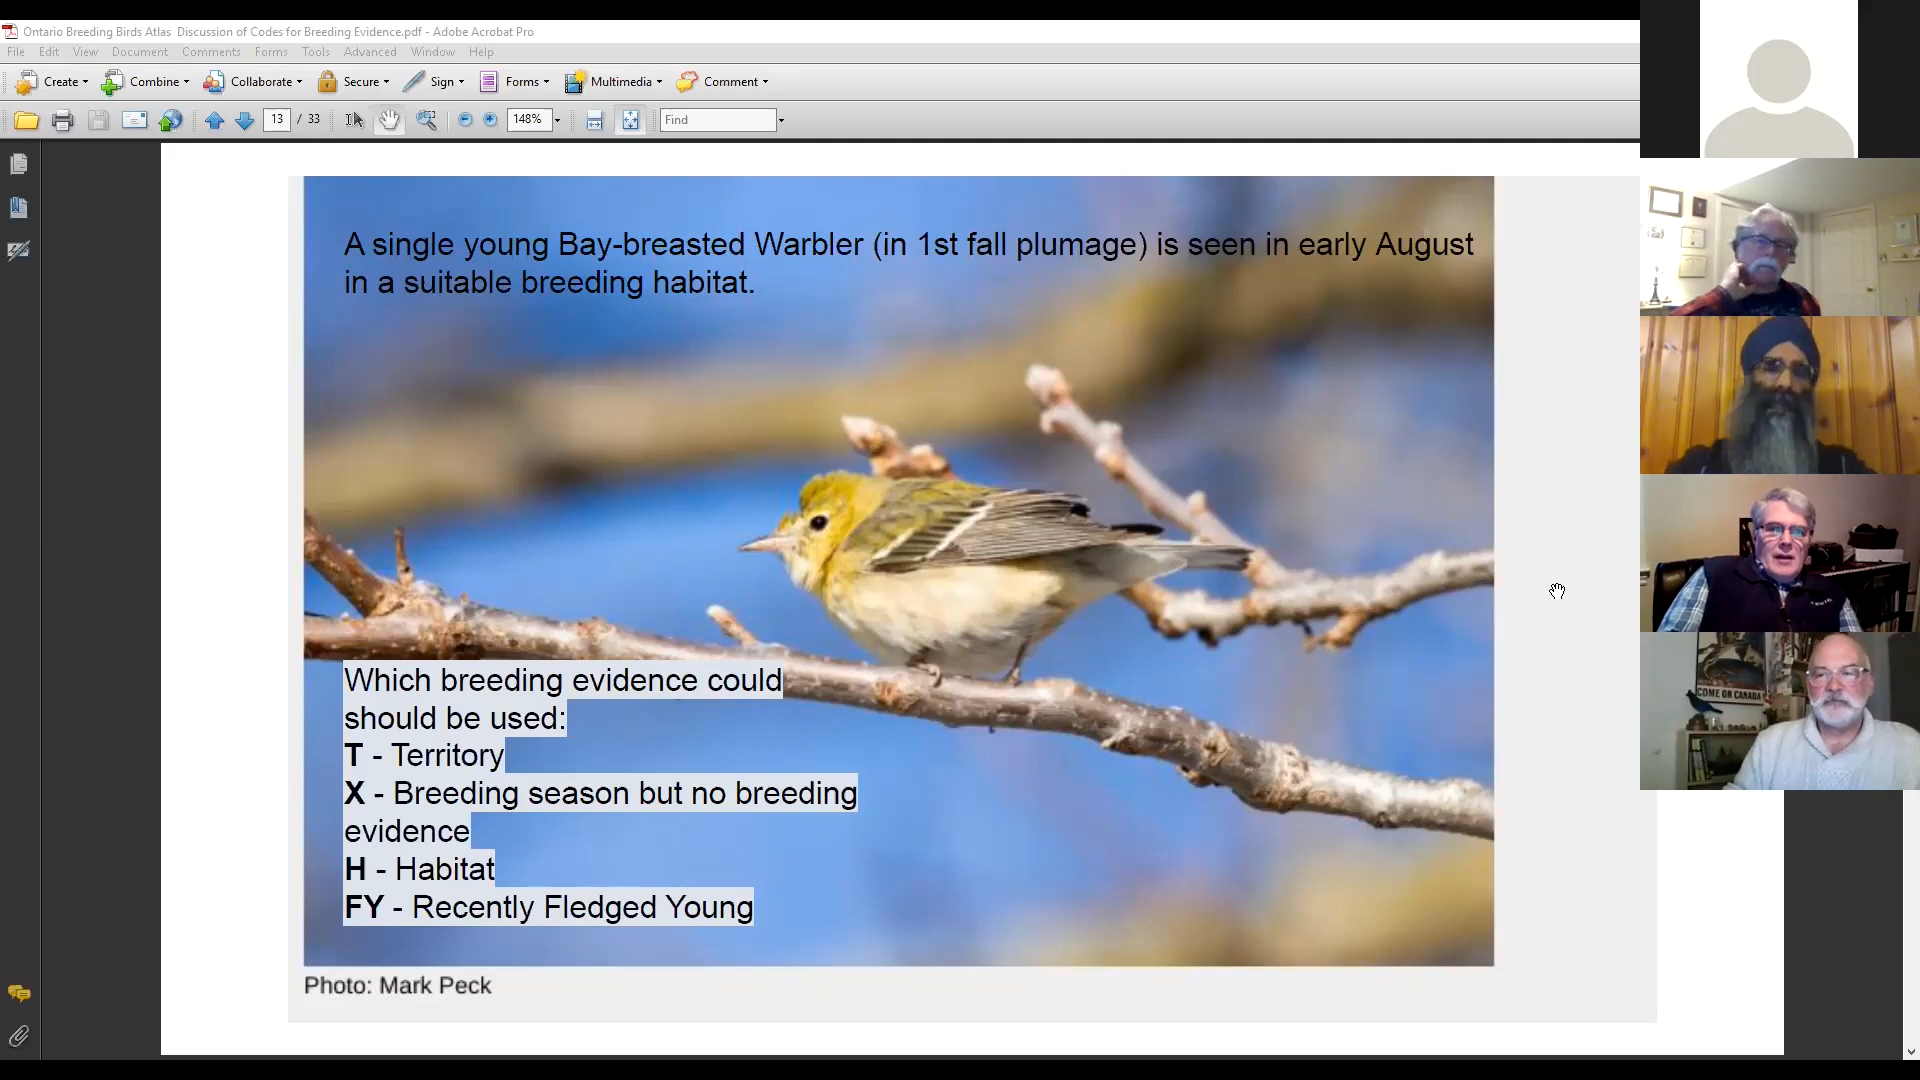 Ontario Breeding Birds Atlas  Discussion of Codes for Breeding Evidence.pdf - Adobe Acrobat Pro
File Edit View Document Comments Forms Tools Advanced Window Help
Create Combine Collaborate Secure Sign Forms Multimedia Comment
13 / 33 148% Find
A single young Bay-breasted Warbler (in 1st fall plumage) is seen in early August
in a suitable breeding habitat.
Which breeding evidence could
should be used:
T - Territory
X - Breeding season but no breeding
evidence
H - Habitat
FY - Recently Fledged Young
Photo: Mark Peck
COME ON CANADA